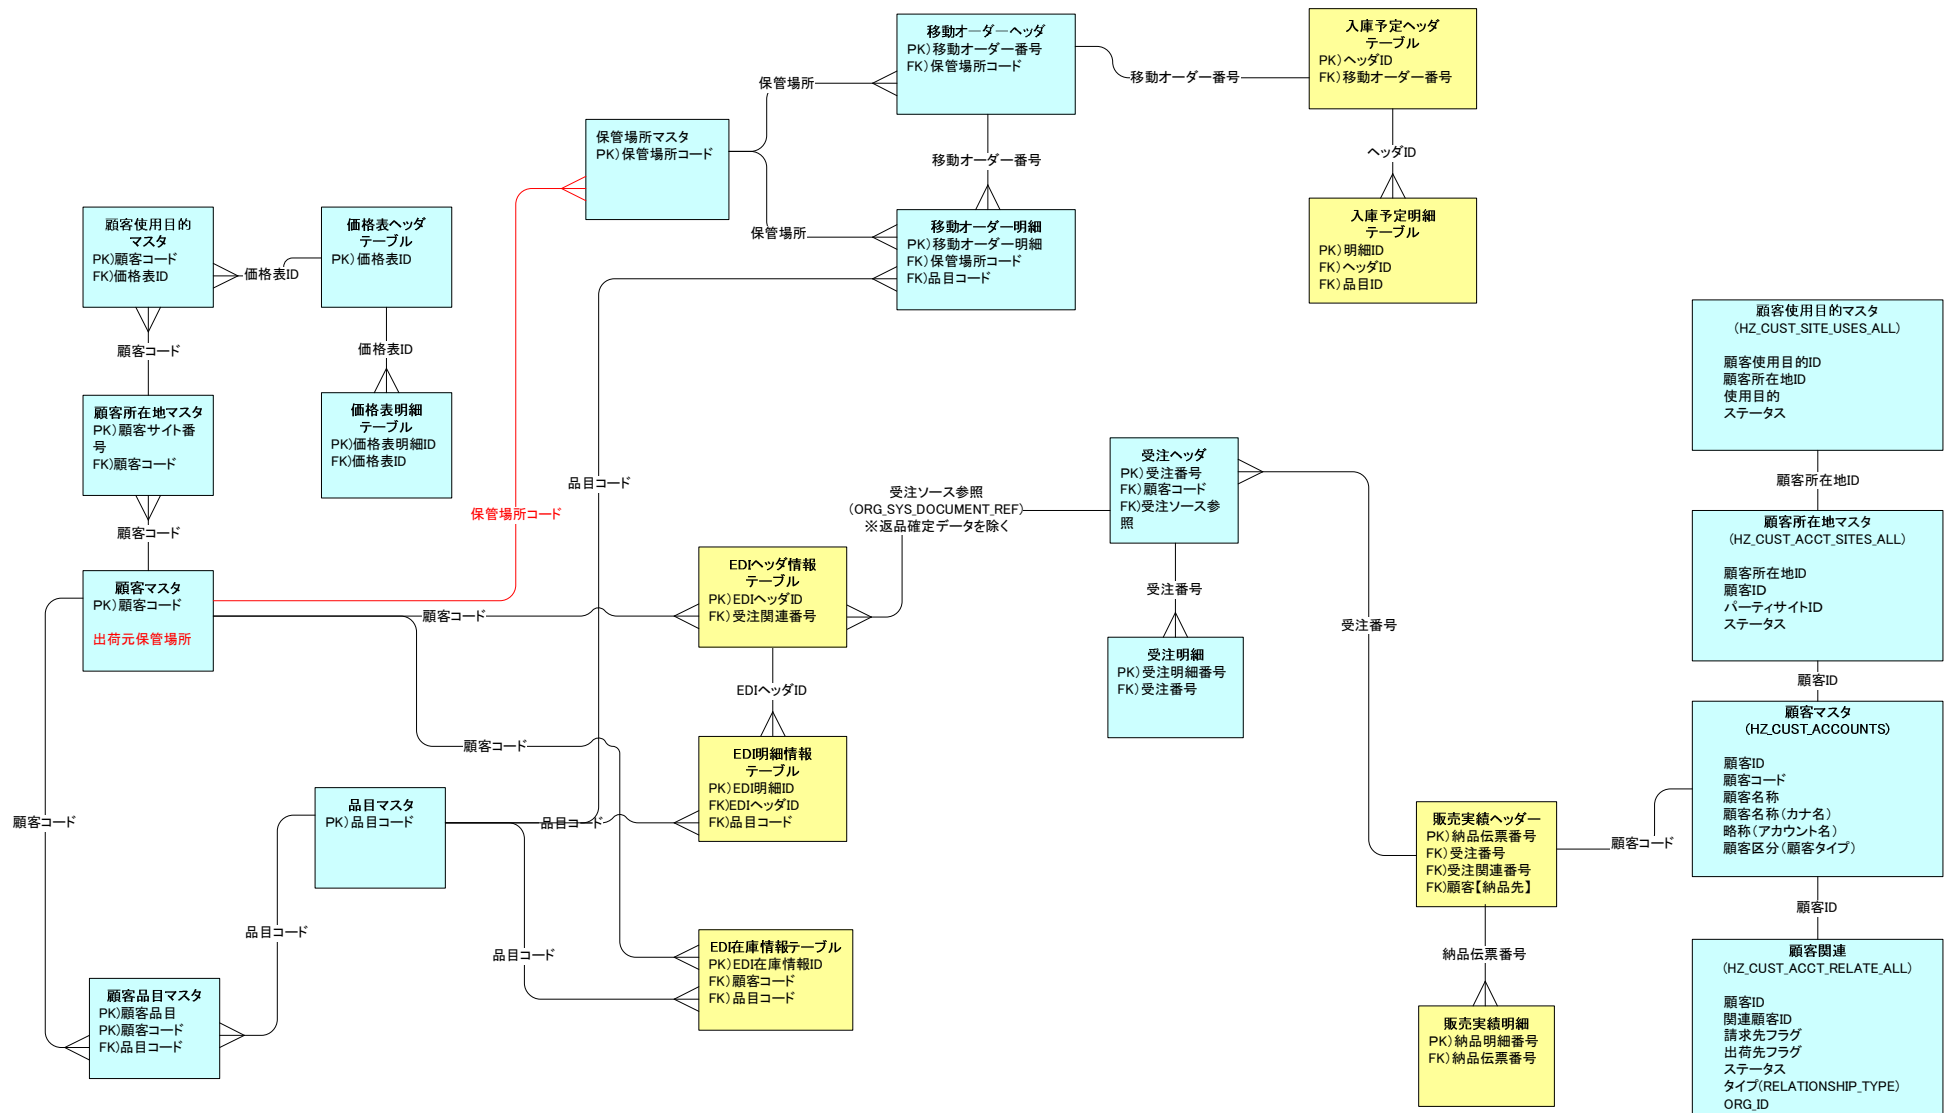 移動オーダーヘッダ
PK)移動オーダー番号
FK)保管場所コード
入庫予定ヘッダ
テーブル
PK)ヘッダID
FK)移動オーダー番号
保管場所
移動オーダー番号
保管場所マスタ
PK)保管場所コード
移動オーダー番号
ヘッダID
顧客使用目的
マスタ
PK)顧客コード
FK)価格表ID
価格表ID
価格表ヘッダ
テーブル
PK)価格表ID
保管場所
移動オーダー明細
PK)移動オーダー明細
FK)保管場所コード
FK)品目コード
入庫予定明細
テーブル
PK)明細ID
FK)ヘッダID
FK)品目ID
顧客コード
価格表ID
顧客所在地マスタ
PK)顧客サイト番
号
FK)顧客コード
価格表明細
テーブル
PK)価格表明細ID
FK)価格表ID
顧客コード
品目コード
保管場所コード
受注ソース参照
(ORG_SYS_DOCUMENT_REF)
※返品確定データを除く
受注ヘッダ
PK)受注番号
FK)顧客コード
FK)受注ソース参
照
顧客使用目的マスタ
(HZ_CUST_SITE_USES_ALL)
顧客使用目的ID
顧客所在地ID
使用目的
ステータス
顧客所在地ID
顧客所在地マスタ
(HZ_CUST_ACCT_SITES_ALL)
顧客所在地ID
顧客ID
パーティサイトID
ステータス
顧客マスタ
PK)顧客コード
出荷元保管場所
顧客コード
EDIヘッダ情報
テーブル
PK)EDIヘッダID
FK)受注関連番号
受注番号
受注明細
PK)受注明細番号
FK)受注番号
受注番号
EDIヘッダID
顧客コード
EDI明細情報
テーブル
PK)EDI明細ID
FK)EDIヘッダID
FK)品目コード
顧客ID
顧客マスタ
(HZ_CUST_ACCOUNTS)
顧客ID
顧客コード
顧客名称
顧客名称(カナ名)
略称(アカウント名)
顧客区分(顧客タイプ)
顧客コード
品目マスタ
PK)品目コード
品目コード
販売実績ヘッダー
PK)納品伝票番号
FK)受注番号
FK)受注関連番号
FK)顧客【納品先】
顧客コード
顧客ID
品目コード
品目コード
EDI在庫情報テーブル
PK)EDI在庫情報ID
FK)顧客コード
FK)品目コード
納品伝票番号
顧客関連
(HZ_CUST_ACCT_RELATE_ALL)
顧客ID
関連顧客ID
請求先フラグ
出荷先フラグ
ステータス
タイプ(RELATIONSHIP_TYPE)
ORG_ID
顧客品目マスタ
PK)顧客品目
PK)顧客コード
FK)品目コード
販売実績明細
PK)納品明細番号
FK)納品伝票番号